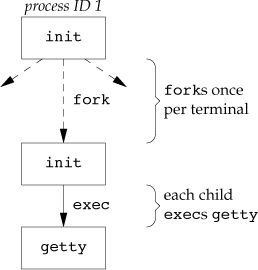 process ID 1
init
fork
forks once
per terminal
init
exec
each child
execs getty
getty